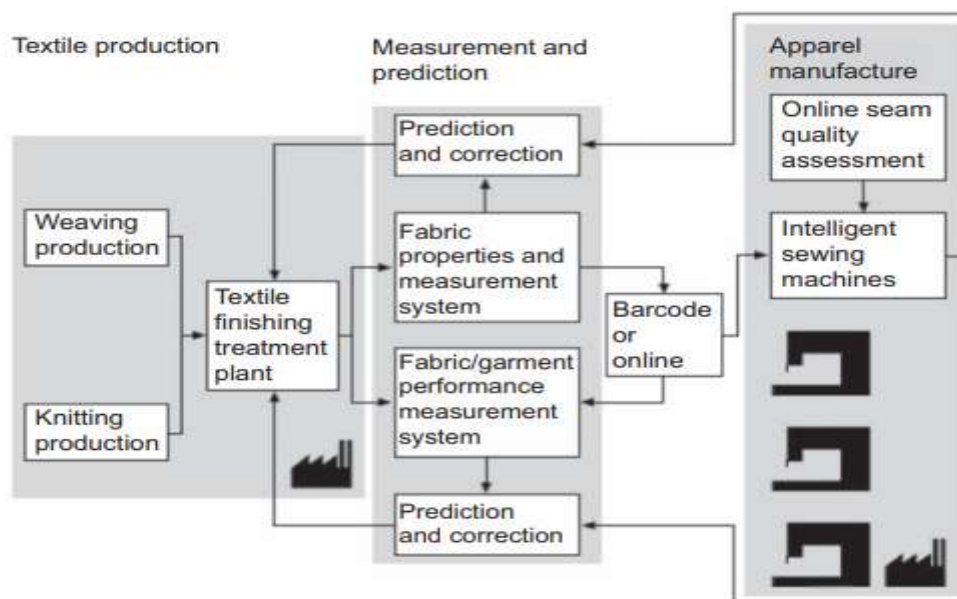 Textile production
Measurement and
prediction
Apparel
manufacture
Prediction
and correction
Online seam
quality
assessment
Weaving
production
Fabric
properties and
measurement
system
Intelligent
sewing
machines
Textile
finishing
treatment
plant
Barcode
or
online
Fabric/garment
performance
measurement
system
Knitting
production
Prediction
and correction